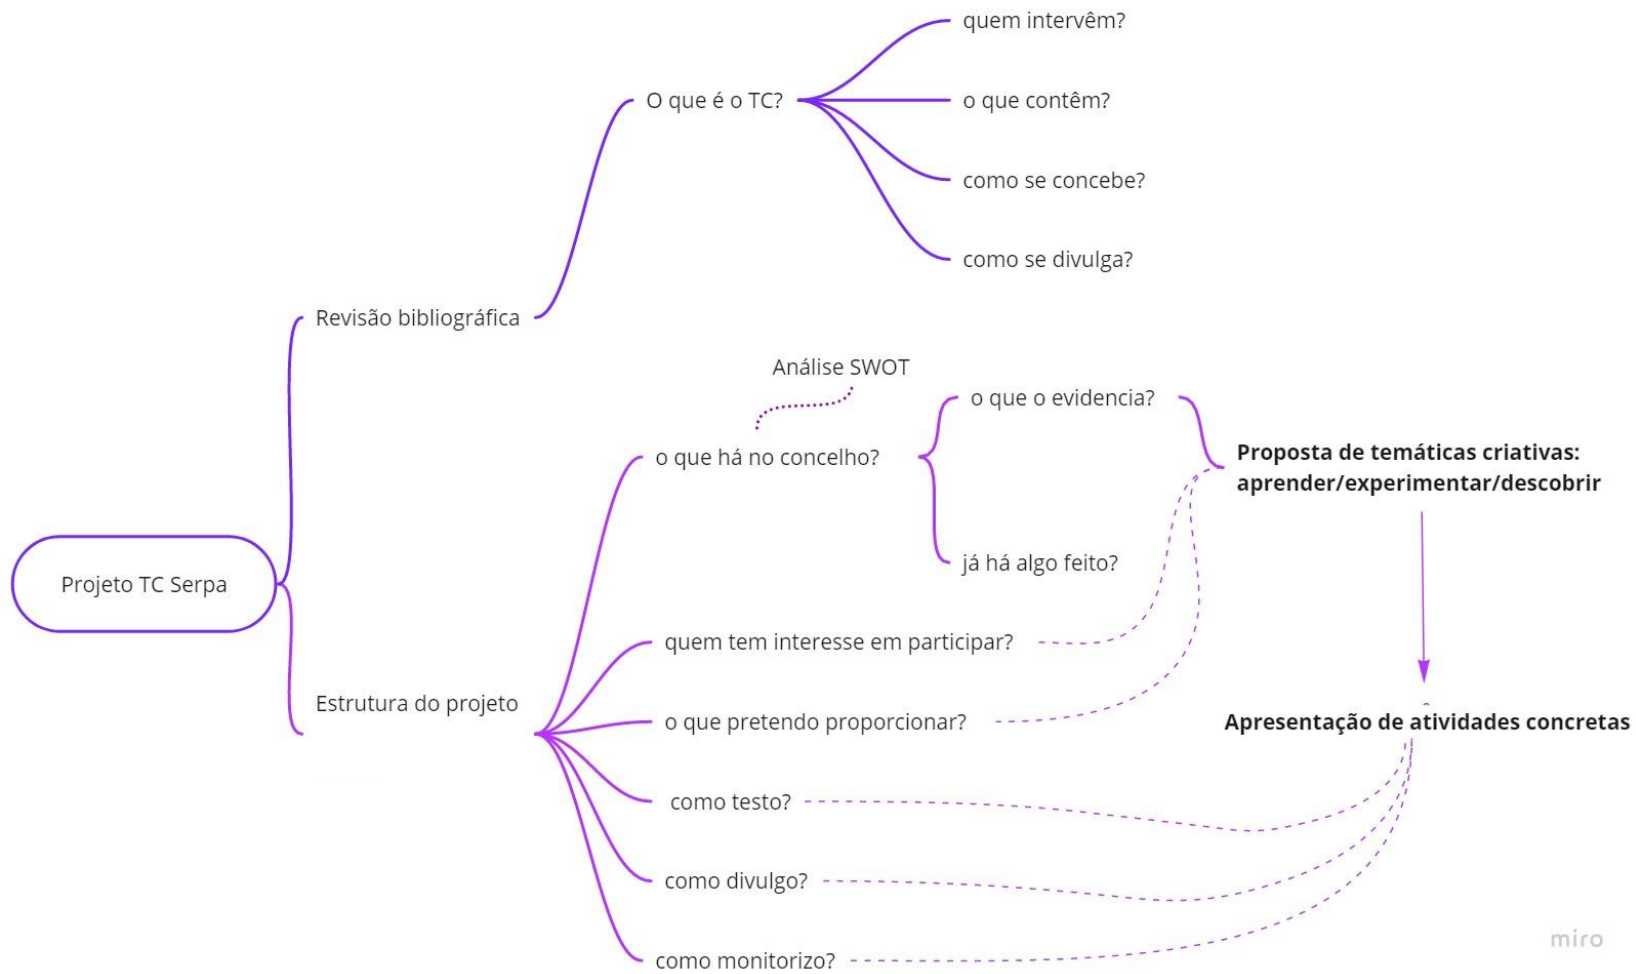 quem intervêm?
O que é o TC?
o que contêm?
como se concebe?
como se divulga?
Revisão bibliográfica
Análise SWOT
o que o evidencia?
o que há no concelho?
Proposta de temáticas criativas:
aprender/experimentar/descobrir
já há algo feito?
Projeto TC Serpa
quem tem interesse em participar?
Estrutura do projeto
o que pretendo proporcionar?
Apresentação de atividades concretas
como testo?
como divulgo?
como monitorizo?
miro